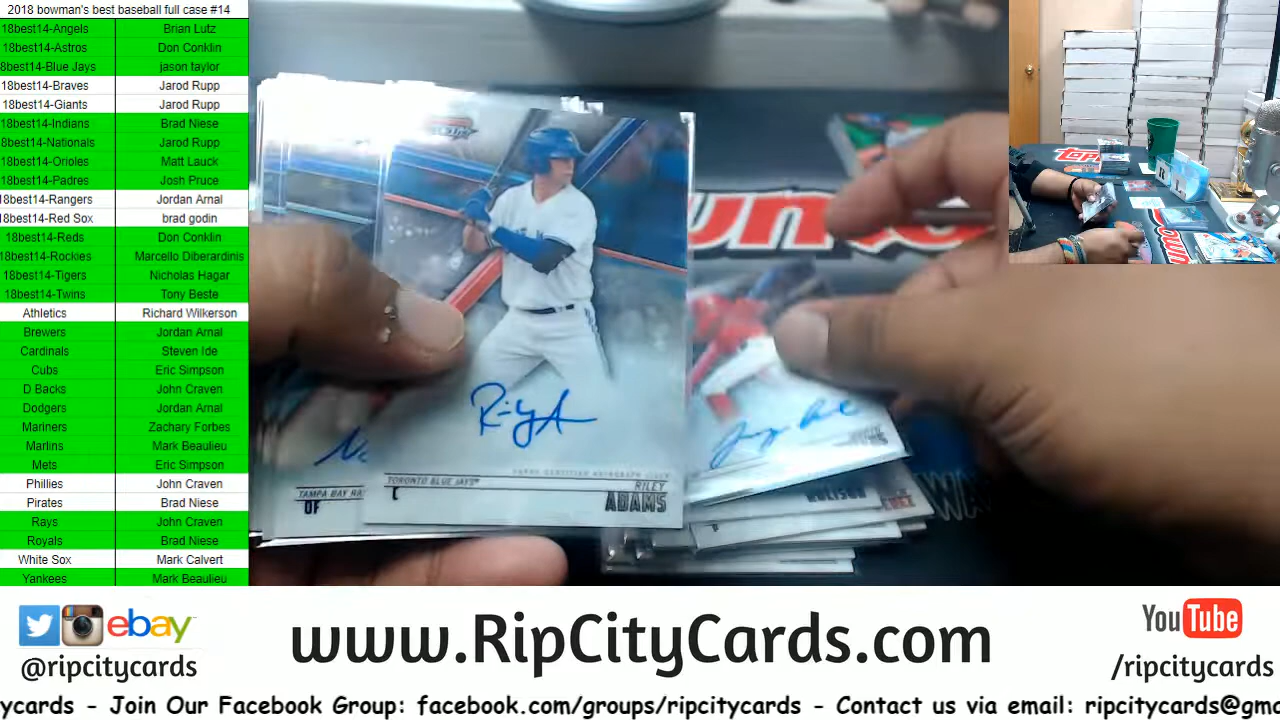 2018 bowman's best baseball full case #14
18best14-Angels Brian Lutz
18best14-Astros Don Conklin
8best14-Blue Jays jason taylor
18best14-Braves Jarod Rupp
18best14-Giants Jarod Rupp
18best14-Indians Brad Niese
18best14-Nationals Jarod Rupp
18best14-Orioles Matt Lauck
18best14-Padres Josh Pruce
18best14-Rangers Jordan Arnal
18best14-Red Sox brad godin
18best14-Reds Don Conklin
18best14-Rockies Marcello Diberardinis
18best14-Tigers Nicholas Hagar
18best14-Twins Tony Beste
Athletics Richard Wilkerson
Brewers Jordan Arnal
Cardinals Steven Ide
Cubs Eric Simpson
D Backs John Craven
Dodgers Jordan Arnal
Mariners Zachary Forbes
Marlins Mark Beaulieu
Mets Eric Simpson
Phillies John Craven
Pirates Brad Niese
Rays John Craven
Royals Brad Niese
White Sox Mark Calvert
Yankees Mark Beaulieu
TOPPS CERTIFIED AUTOGRAPH ISSUE
TORONTO BLUE JAYS
RILEY
C
ADAMS
TAMPA BAY RA
OF
ebay
@ripcitycards
www.RipCityCards.com
YouTube
/ripcitycards
ycards - Join Our Facebook Group: facebook.com/groups/ripcitycards - Contact us via email: ripcitycards@gma